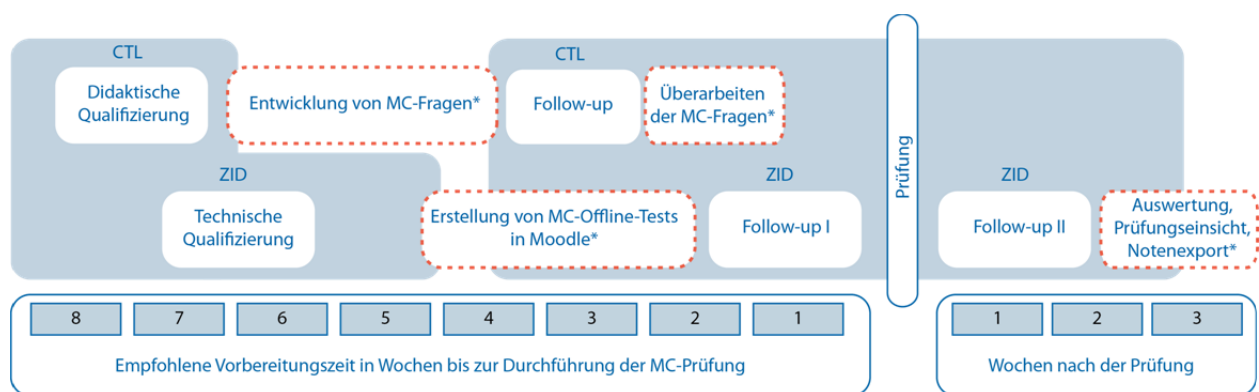 CTL
Didaktische
Qualifizierung
Entwicklung von MC-Fragen*
CTL
Follow-up
Überarbeiten
der MC-Fragen*
ZID
Technische
Qualifizierung
Erstellung von MC-Offline-Tests
in Moodle*
ZID
Follow-up I
Prüfung
ZID
Follow-up II
Auswertung,
Prüfungseinsicht,
Notenexport*
8 7 6 5 4 3 2 1
Empfohlene Vorbereitungszeit in Wochen bis zur Durchführung der MC-Prüfung
1 2 3
Wochen nach der Prüfung